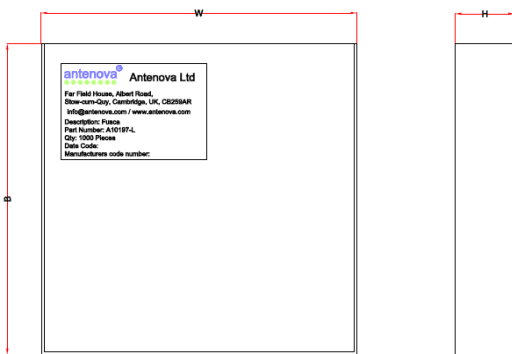 W
H
antenova®
Antenova Ltd
Far Field House, Albert Road,
Stow-cum-Quy, Cambridge, UK, CB259AR
info@antenova.com / www.antenova.com
Description: Fusca
Part Number: A10197-L
Qty: 1000 Pieces
Date Code:
Manufacturers code number:
B